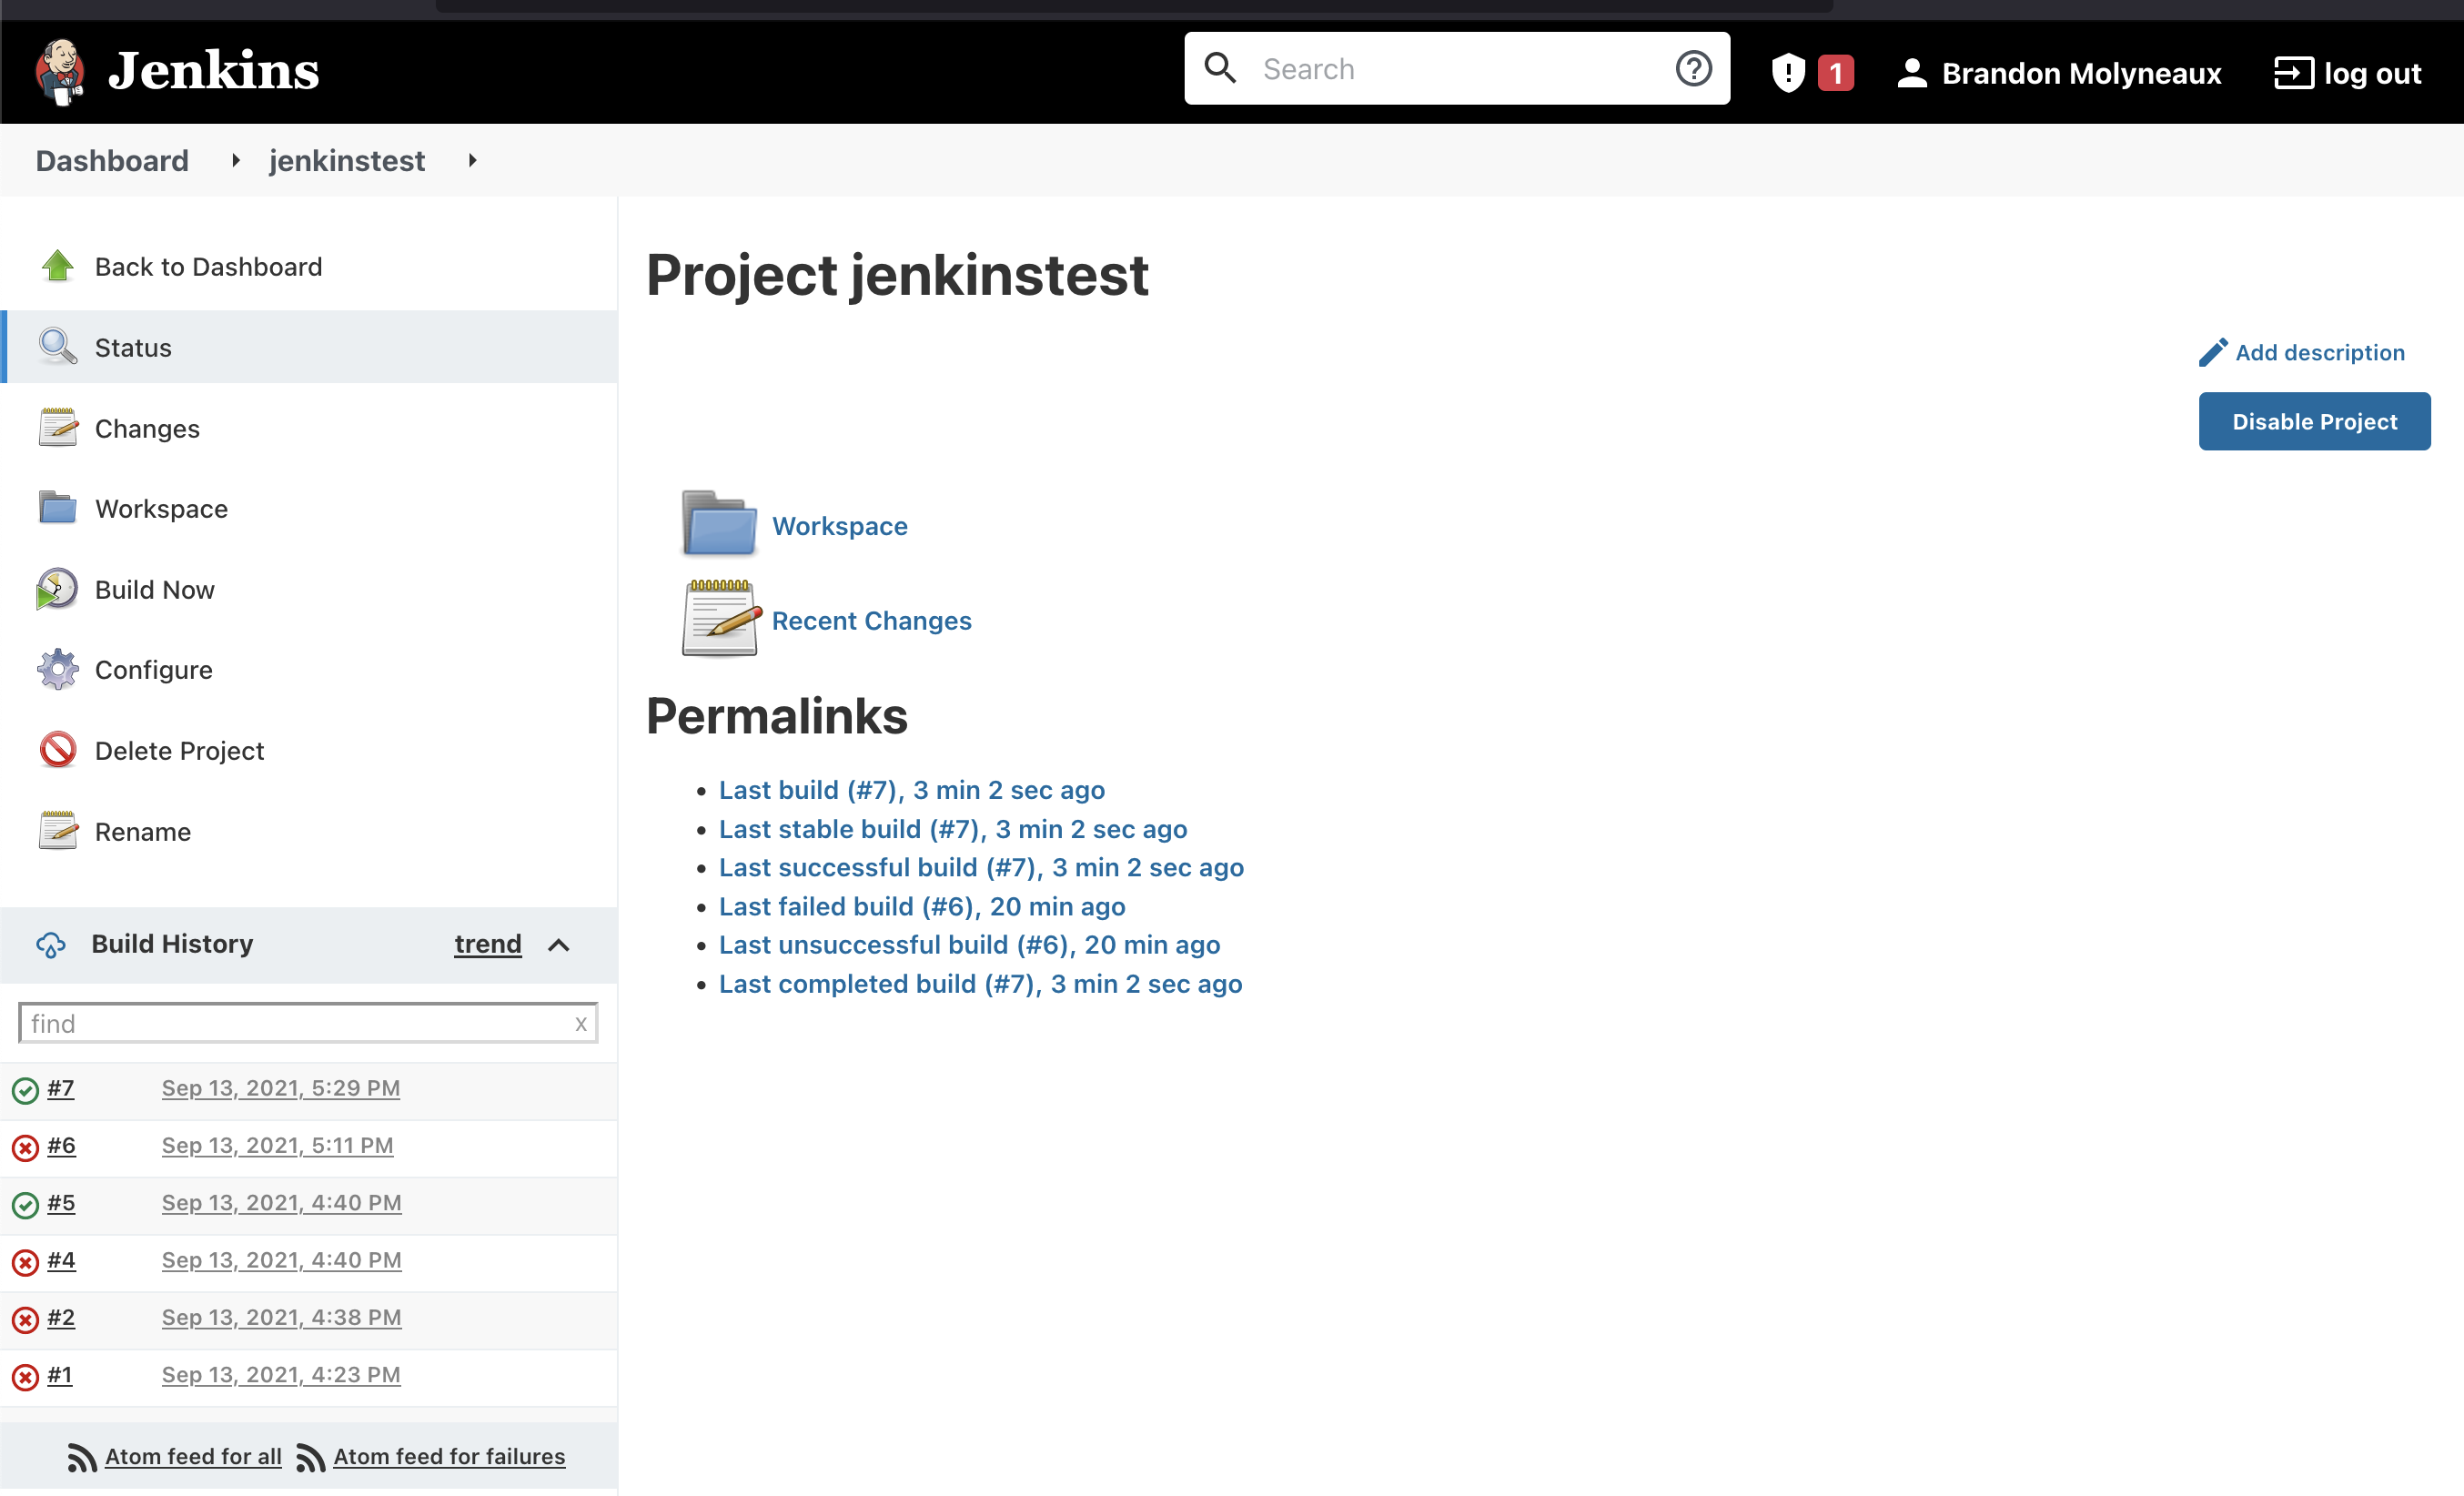 Jenkins
Search
1
Brandon Molyneaux
log out
Dashboard
jenkinstest
Back to Dashboard
Status
Changes
Workspace
Build Now
Configure
Delete Project
Rename
Build History
trend
find
x
#7 Sep 13, 2021, 5:29 PM
#6 Sep 13, 2021, 5:11 PM
#5 Sep 13, 2021, 4:40 PM
#4 Sep 13, 2021, 4:40 PM
#2 Sep 13, 2021, 4:38 PM
#1 Sep 13, 2021, 4:23 PM
Atom feed for all
Atom feed for failures
Project jenkinstest
Add description
Disable Project
Workspace
Recent Changes
Permalinks
Last build (#7), 3 min 2 sec ago
Last stable build (#7), 3 min 2 sec ago
Last successful build (#7), 3 min 2 sec ago
Last failed build (#6), 20 min ago
Last unsuccessful build (#6), 20 min ago
Last completed build (#7), 3 min 2 sec ago